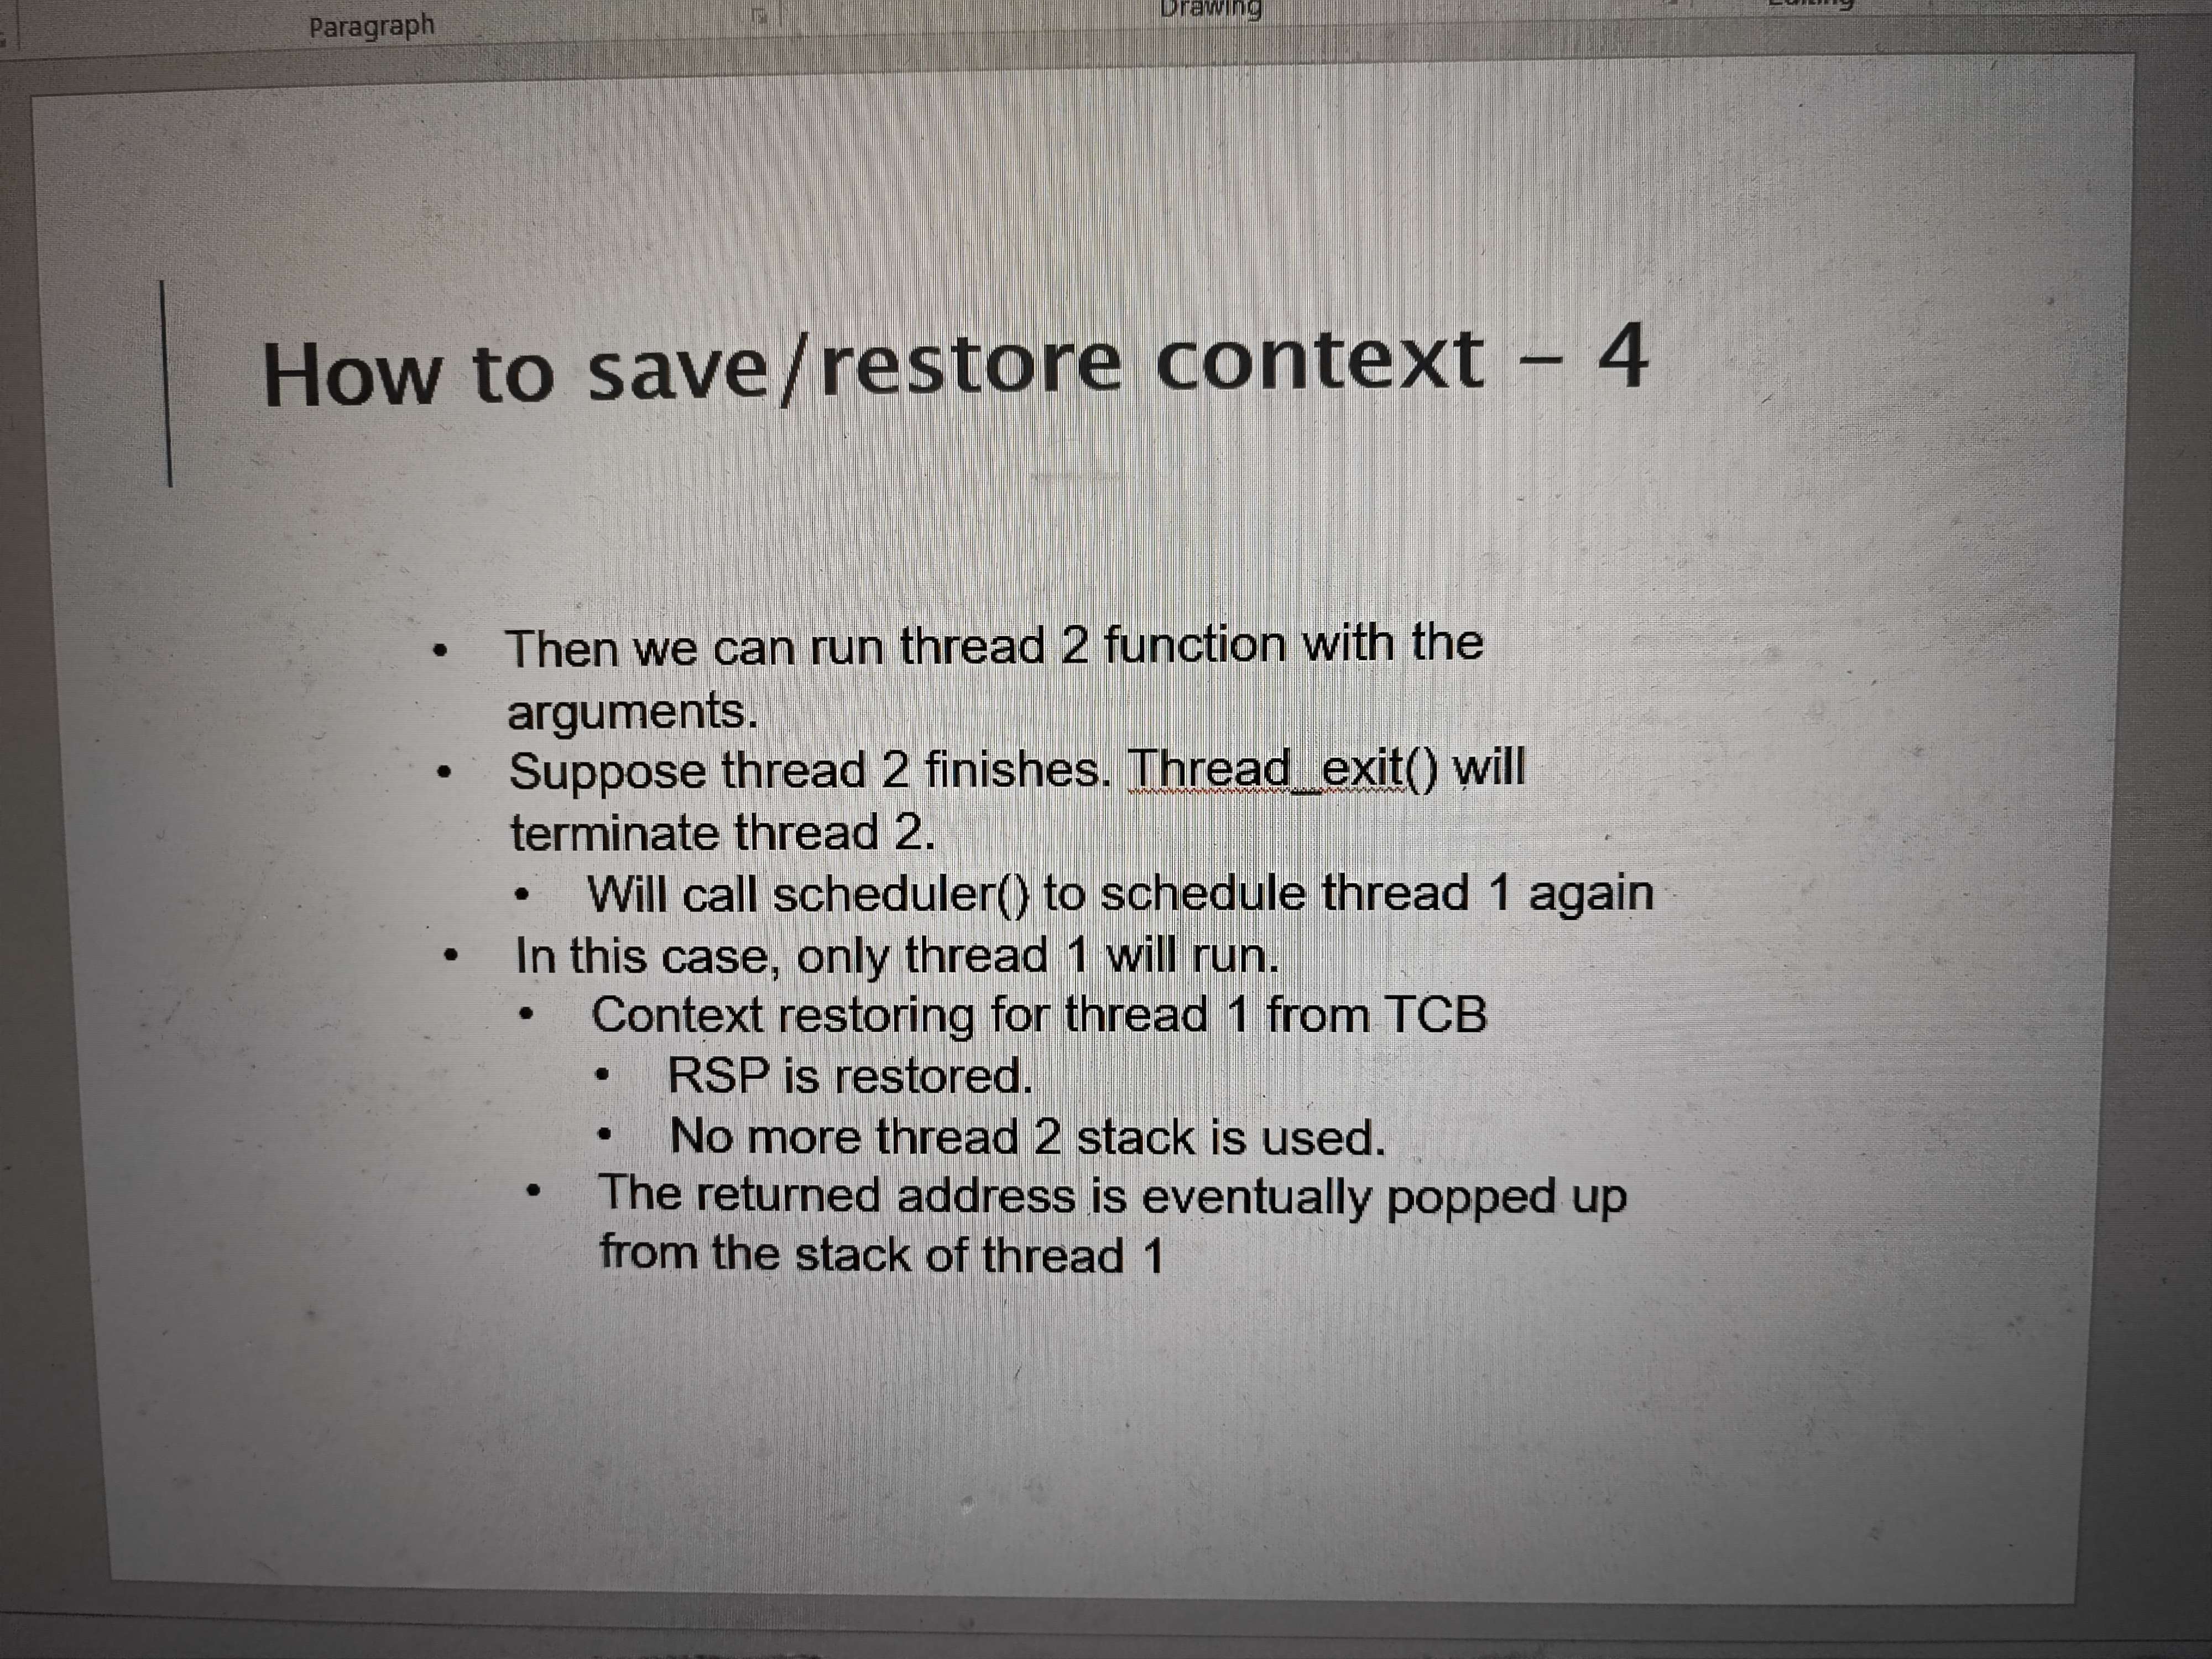 Paragraph
Drawing
How to save/restore context – 4
• Then we can run thread 2 function with the
arguments.
• Suppose thread 2 finishes. Thread_exit() will
terminate thread 2.
• Will call scheduler() to schedule thread 1 again
• In this case, only thread 1 will run.
• Context restoring for thread 1 from TCB
• RSP is restored.
• No more thread 2 stack is used.
• The returned address is eventually popped up
from the stack of thread 1